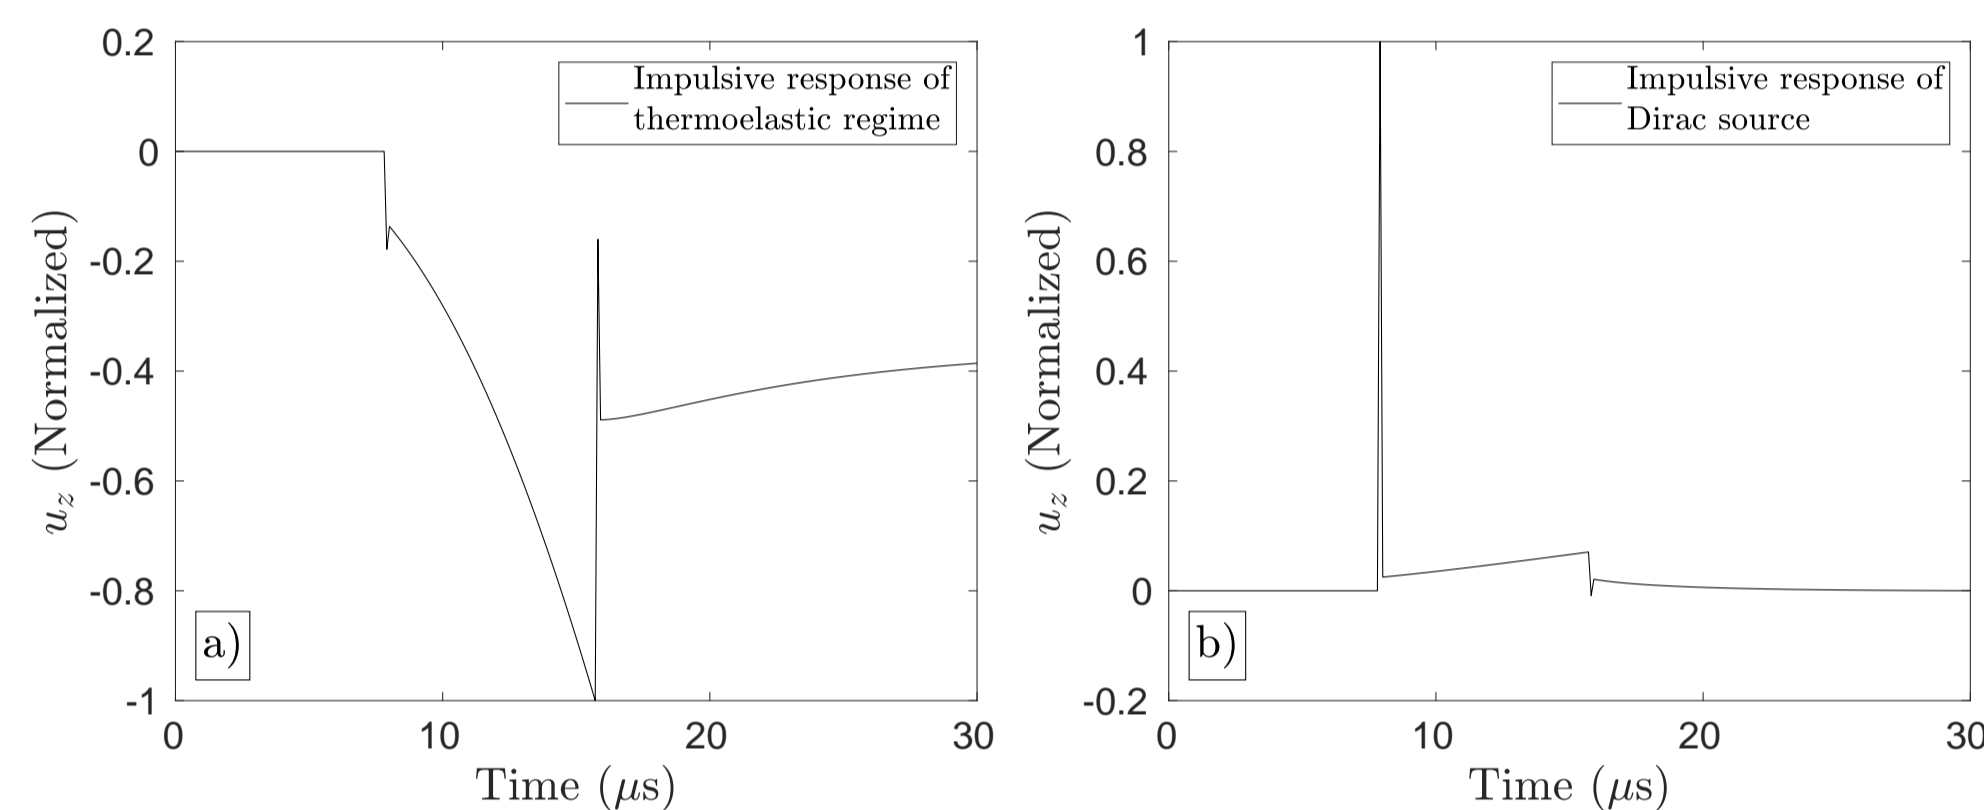 0.2
0
-0.2
-0.4
-0.6
-0.8
-1
0
10
20
30
u_z (Normalized)
Time (μs)
Impulsive response of
thermoelastic regime
a)
1
0.8
0.6
0.4
0.2
0
-0.2
0
10
20
30
u_z (Normalized)
Time (μs)
Impulsive response of
Dirac source
b)